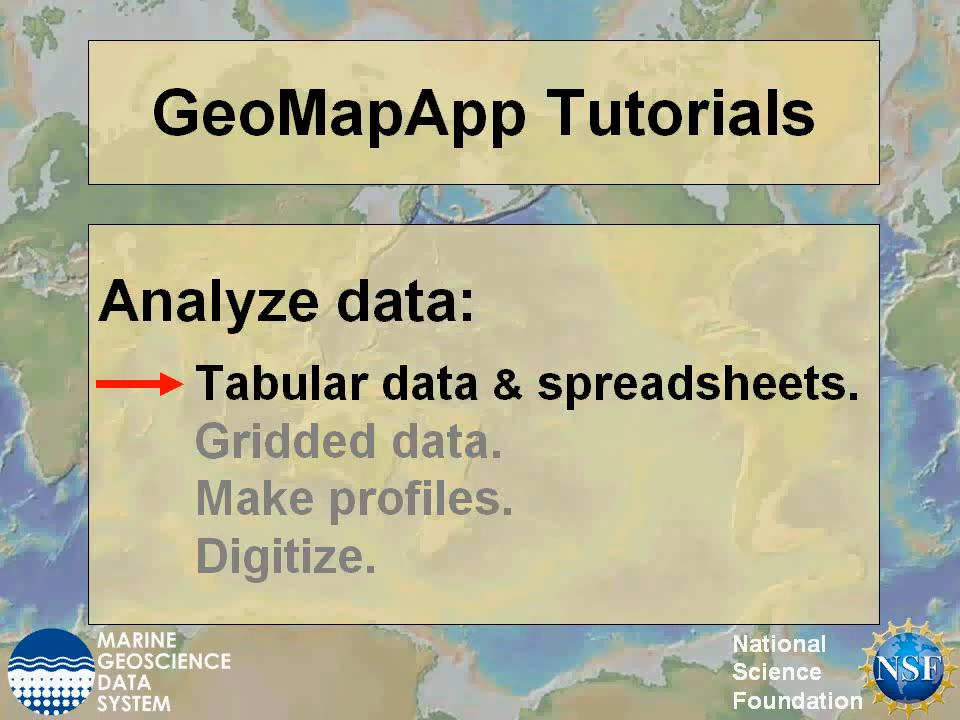 GeoMapApp Tutorials
Analyze data:
Tabular data & spreadsheets.
Gridded data.
Make profiles.
Digitize.
MARINE
GEOSCIENCE
DATA
SYSTEM
National
Science
Foundation
NSF